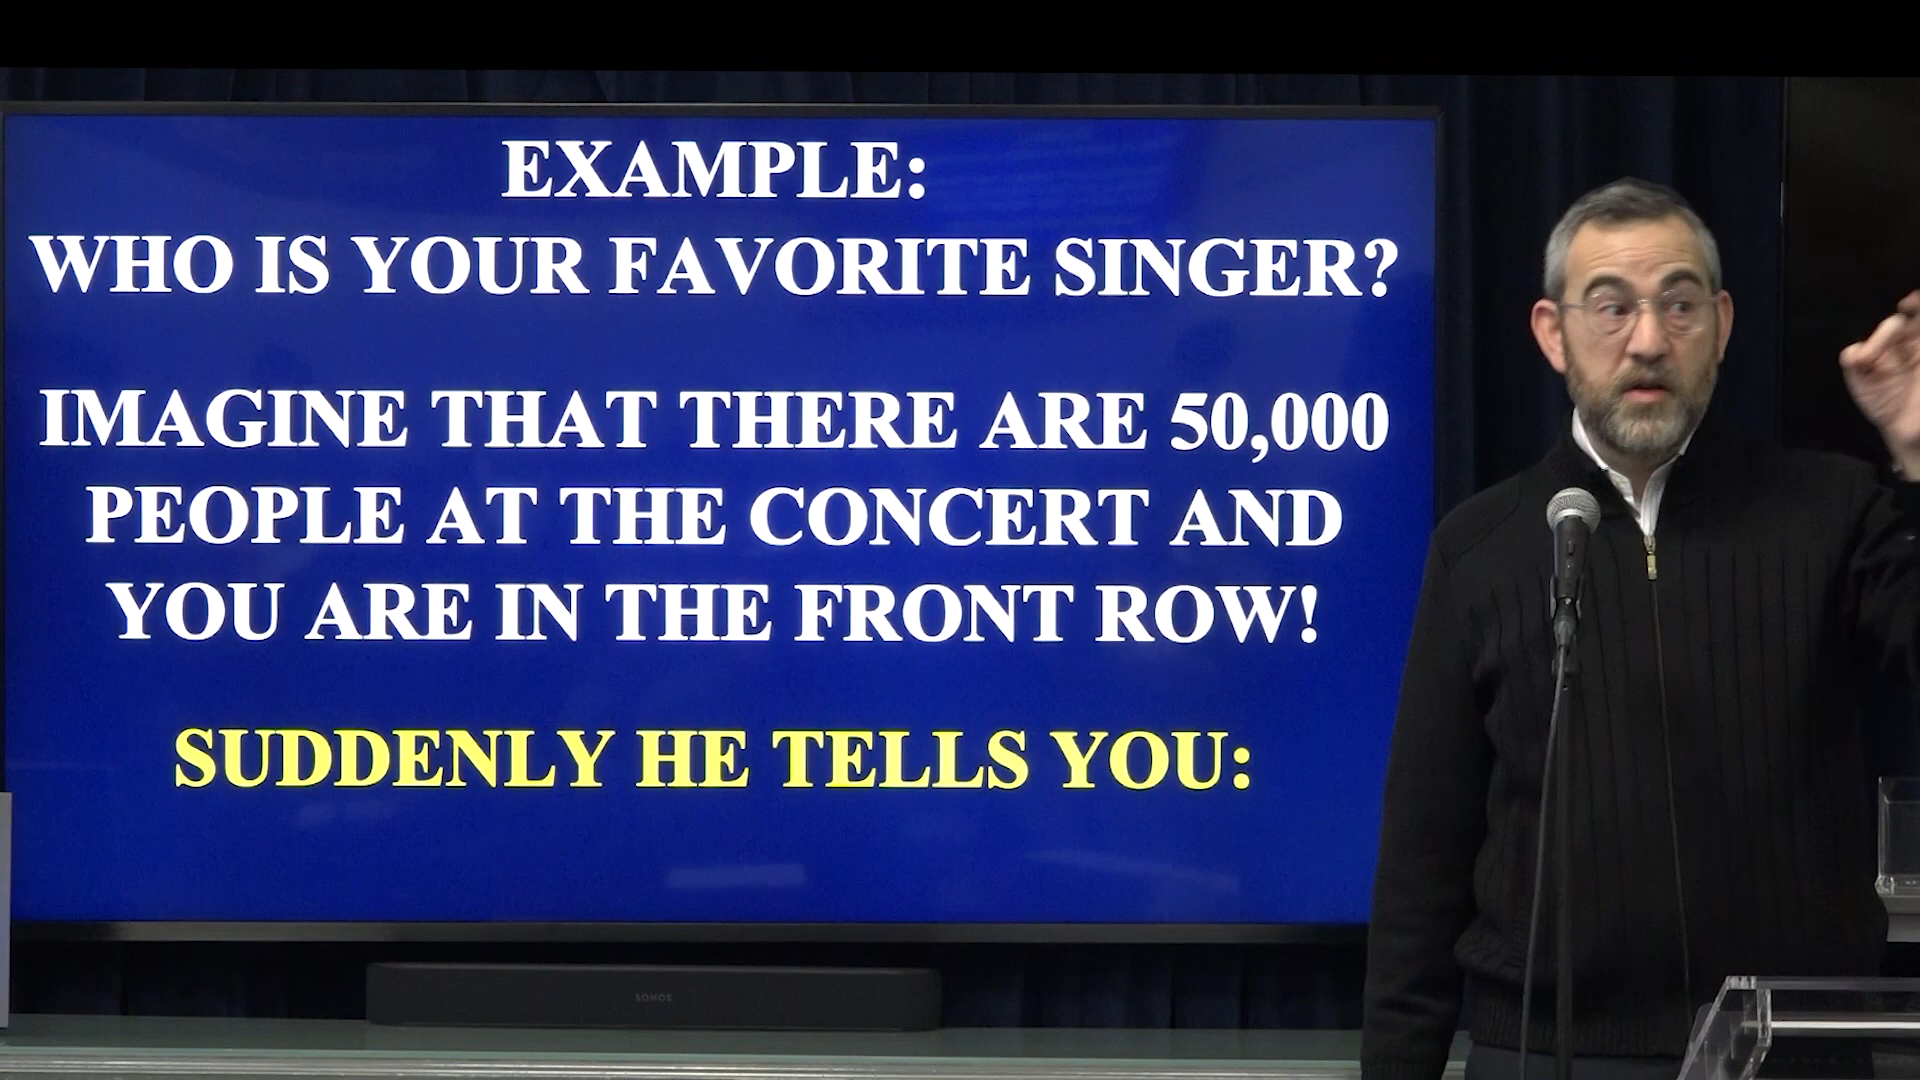 EXAMPLE:
WHO IS YOUR FAVORITE SINGER?
IMAGINE THAT THERE ARE 50,000
PEOPLE AT THE CONCERT AND
YOU ARE IN THE FRONT ROW!
SUDDENLY HE TELLS YOU:
SONOS